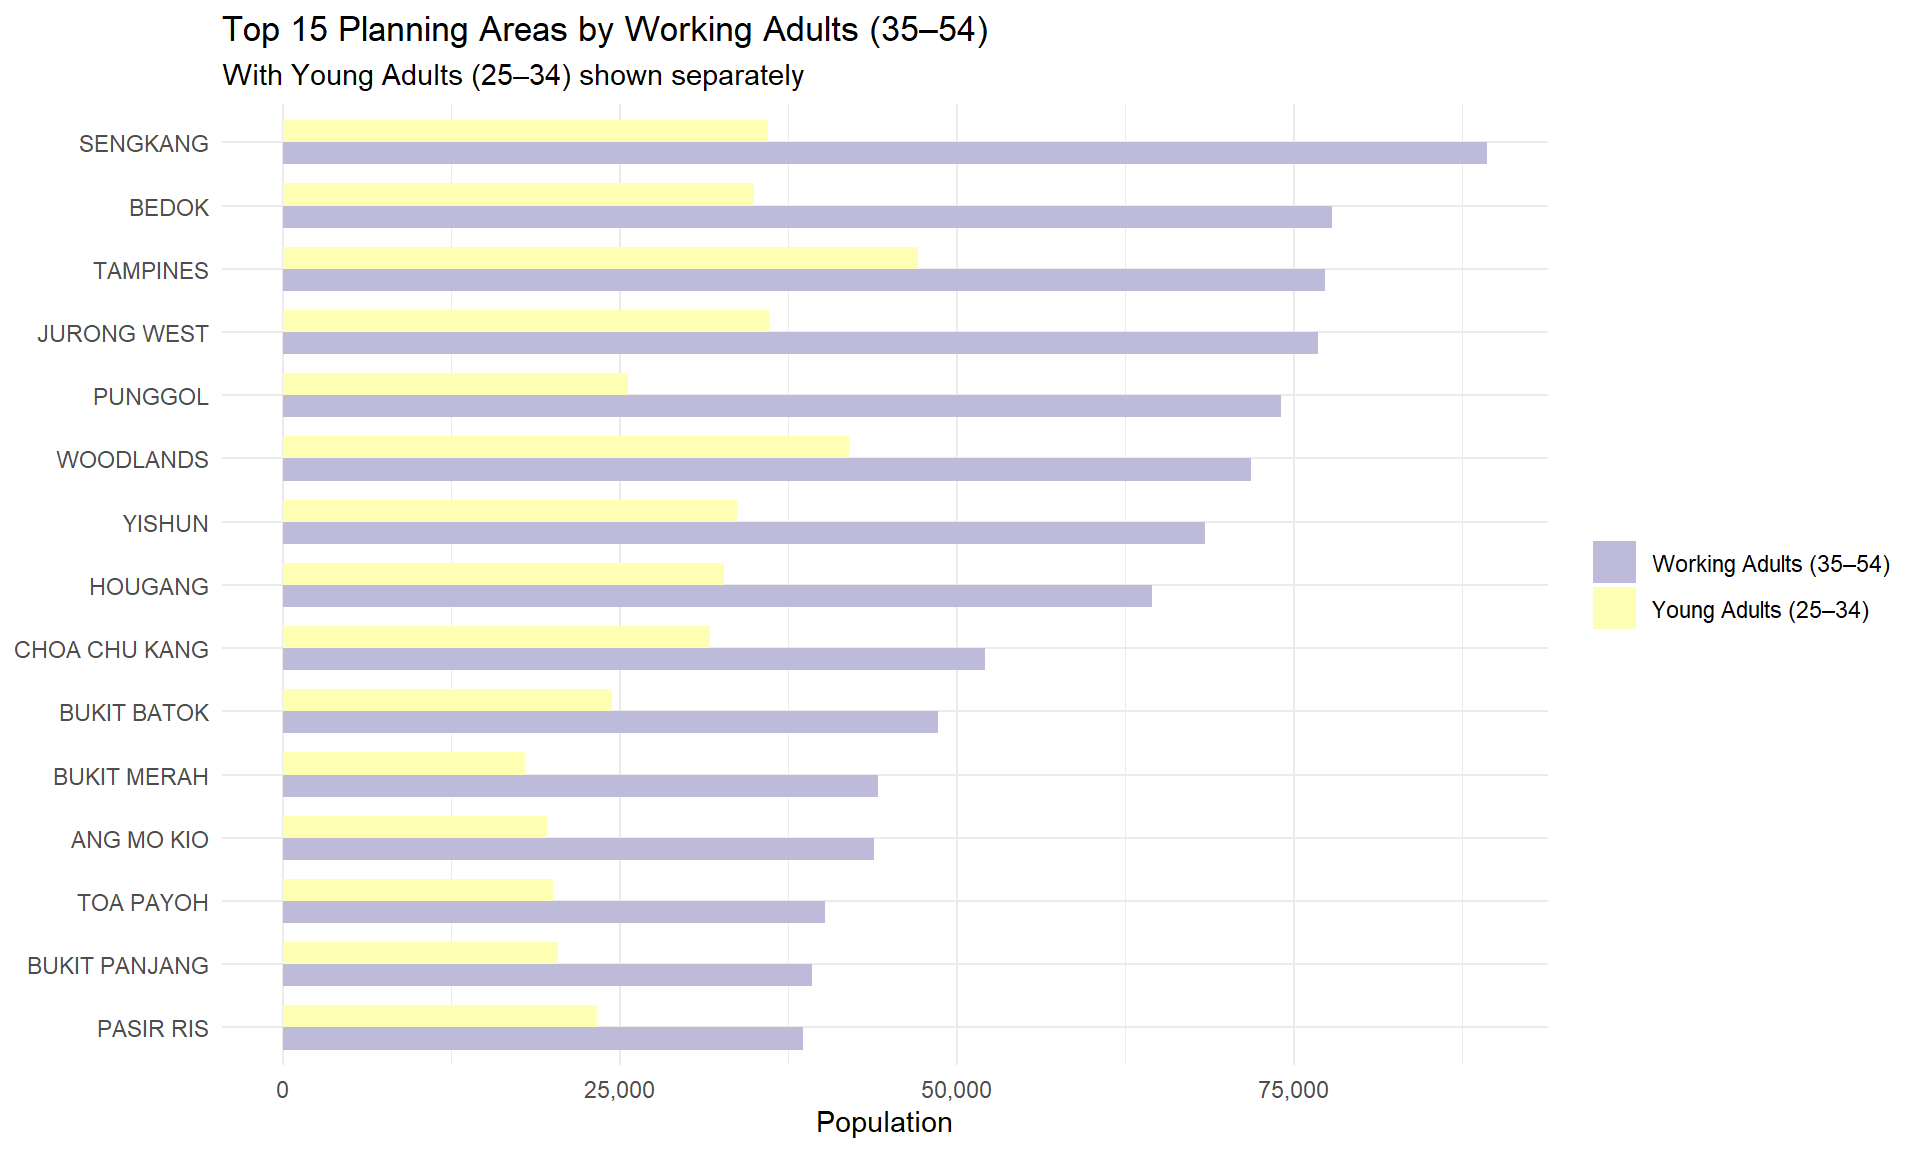 Top 15 Planning Areas by Working Adults (35–54)
With Young Adults (25–34) shown separately
SENGKANG
BEDOK
TAMPINES
JURONG WEST
PUNGGOL
WOODLANDS
YISHUN
HOUGANG
CHOA CHU KANG
BUKIT BATOK
BUKIT MERAH
ANG MO KIO
TOA PAYOH
BUKIT PANJANG
PASIR RIS
0 25,000 50,000 75,000
Population
Working Adults (35–54)
Young Adults (25–34)